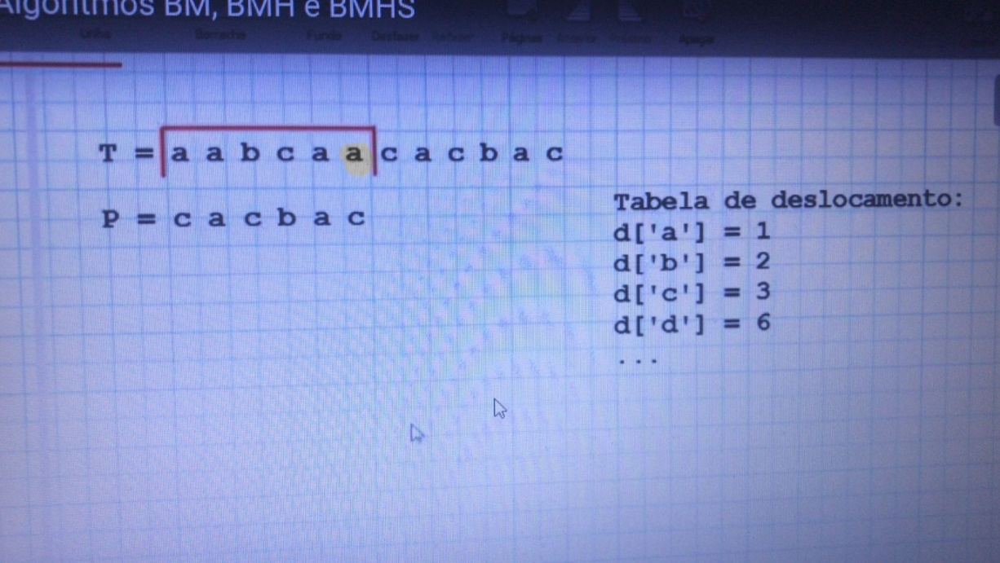 Algoritmos BM, BMH e BMHS
Linha Borracha Fundo Desfazer Refazer Páginas Anterior Próximo Apagar
T = a a b c a a c a c b a c
P = c a c b a c
Tabela de deslocamento:
d['a'] = 1
d['b'] = 2
d['c'] = 3
d['d'] = 6
...